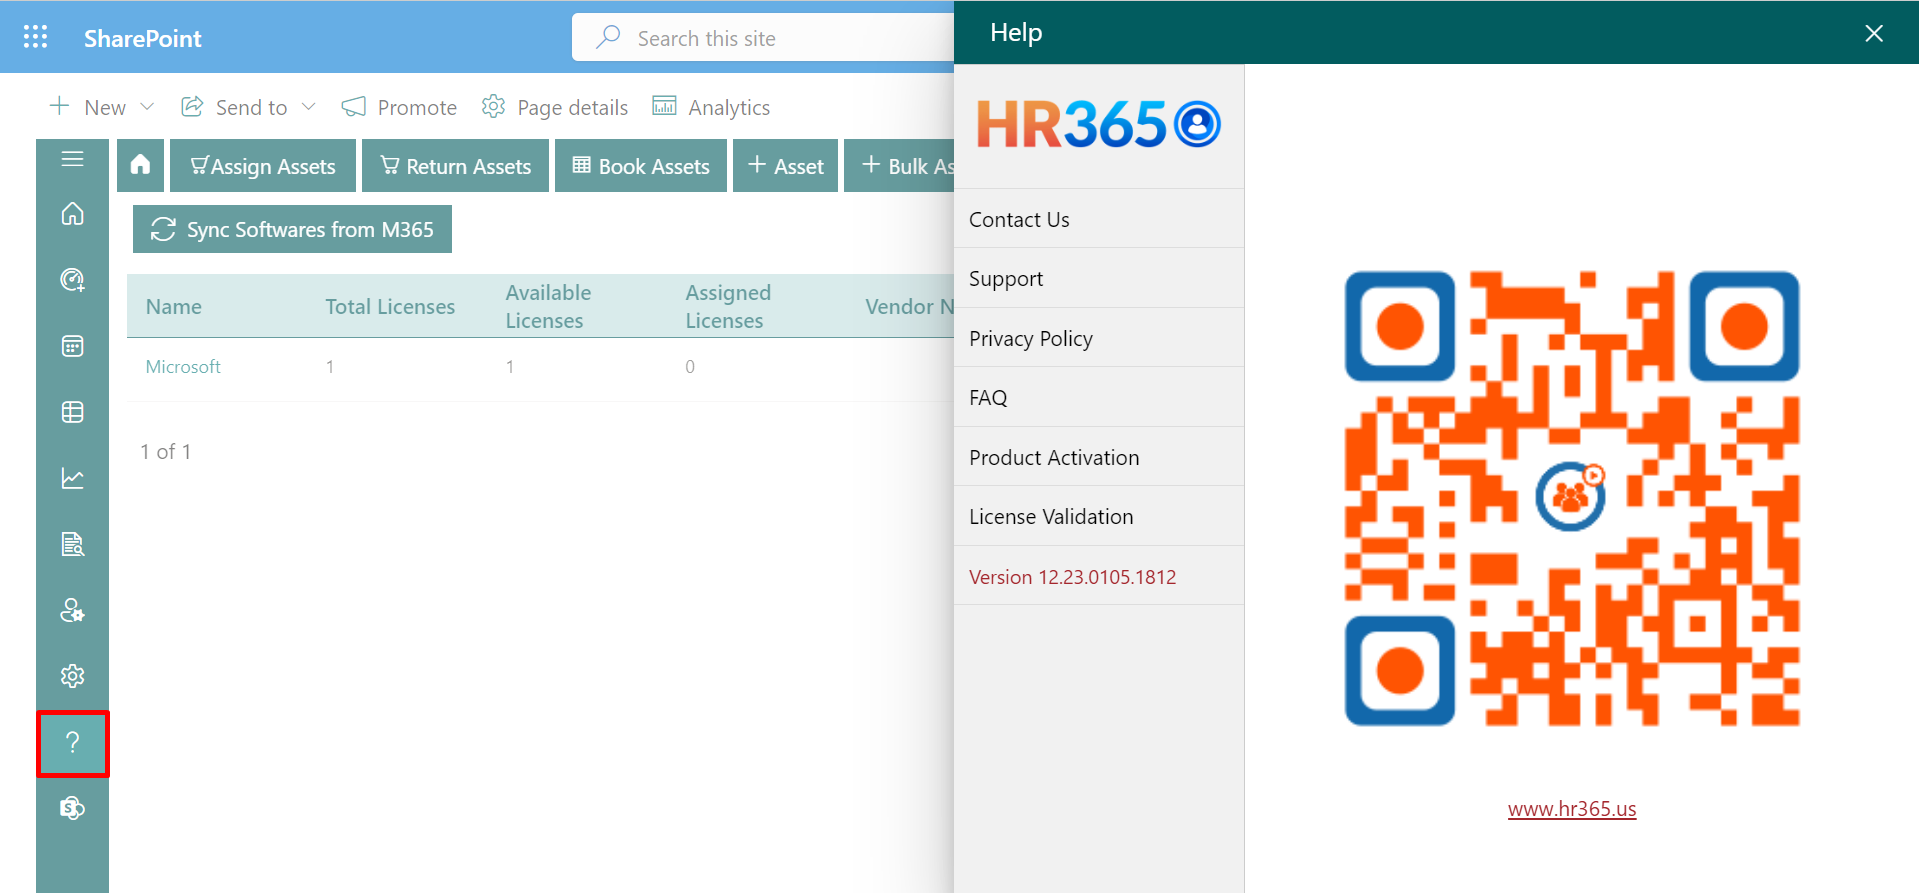 SharePoint
Search this site
New
Send to
Promote
Page details
Analytics
Assign Assets
Return Assets
Book Assets
+ Asset
+ Bulk
Sync Softwares from M365
Name
Total Licenses
Available
Licenses
Assigned
Licenses
Vendor
Microsoft
1
1
0
1 of 1
Help
HR365
Contact Us
Support
Privacy Policy
FAQ
Product Activation
License Validation
Version 12.23.0105.1812
www.hr365.us